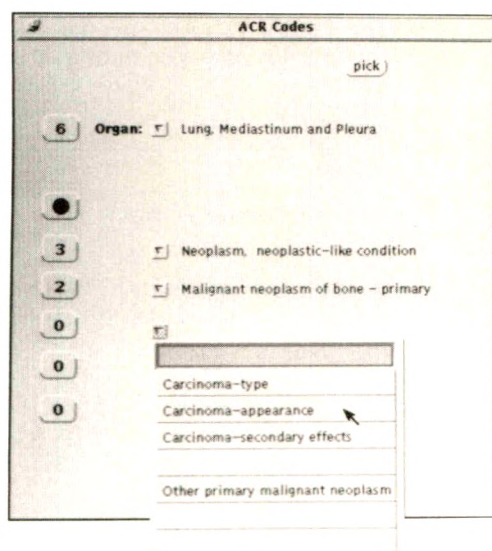 ACR Codes
pick
6 Organ: Lung, Mediastinum and Pleura
3 Neoplasm, neoplastic-like condition
2 Malignant neoplasm of bone - primary
0
0
0
Carcinoma-type
Carcinoma-appearance
Carcinoma-secondary effects
Other primary malignant neoplasm